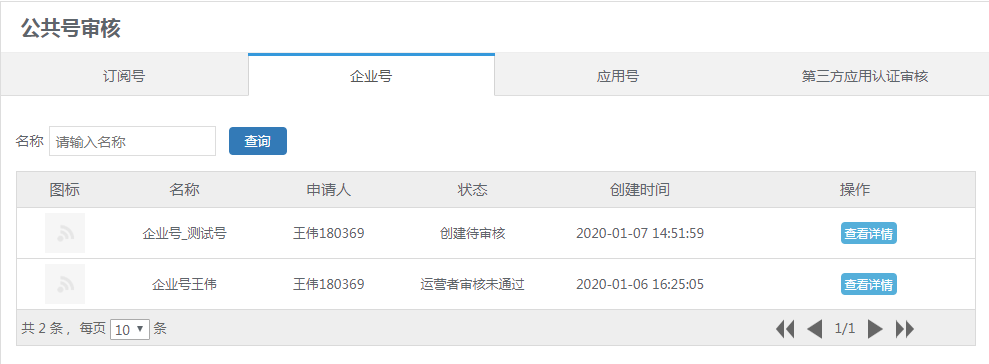 公共号审核
订阅号 企业号 应用号 第三方应用认证审核
名称 请输入名称 查询
图标 名称 申请人 状态 创建时间 操作
企业号_测试号 王伟180369 创建待审核 2020-01-07 14:51:59 查看详情
企业号王伟 王伟180369 运营者审核未通过 2020-01-06 16:25:05 查看详情
共 2 条，每页 10 条 1/1